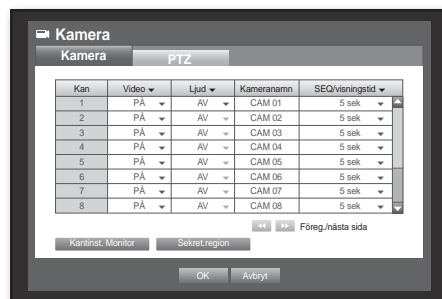 Kamera
Kamera PTZ
Kan Video Ljud Kameranamn SEQ/visningstid
1 PÅ AV CAM 01 5 sek
2 PÅ AV CAM 02 5 sek
3 PÅ AV CAM 03 5 sek
4 PÅ AV CAM 04 5 sek
5 PÅ AV CAM 05 5 sek
6 PÅ AV CAM 06 5 sek
7 PÅ AV CAM 07 5 sek
8 PÅ AV CAM 08 5 sek
Föreg./nästa sida
Kantinst. Monitor Sekret.region
OK Avbryt